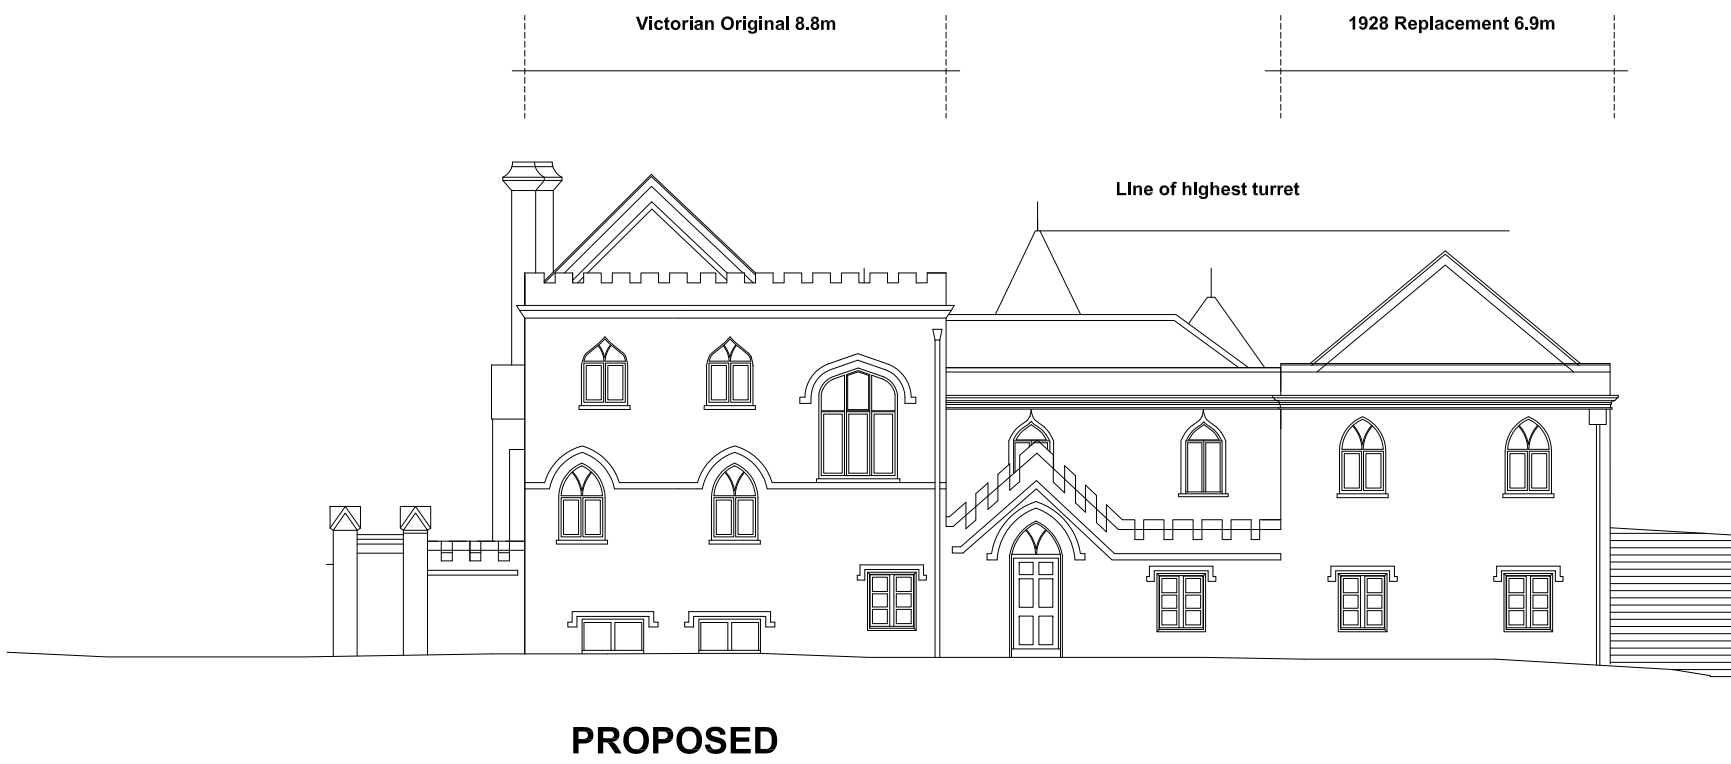 Victorian Original 8.8m
1928 Replacement 6.9m
Line of highest turret
PROPOSED